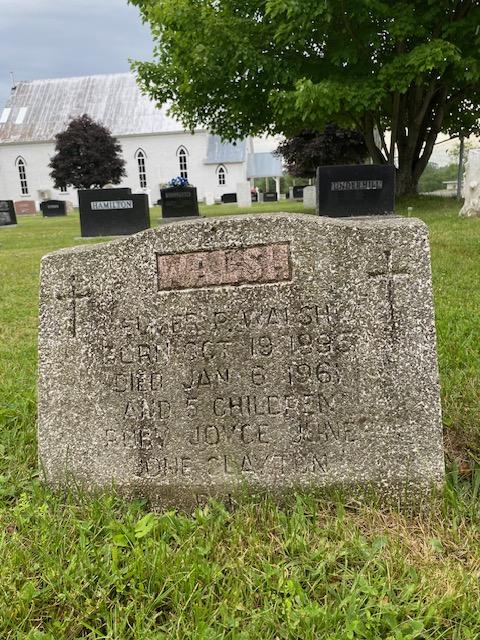 HAMILTON
UNDERHILL
WALSH
ELMER P. WALSH
BORN OCT 19 1896
DIED JAN 6 1961
AND 5 CHILDREN
RUBY JOYCE JUNE
CLAYTON